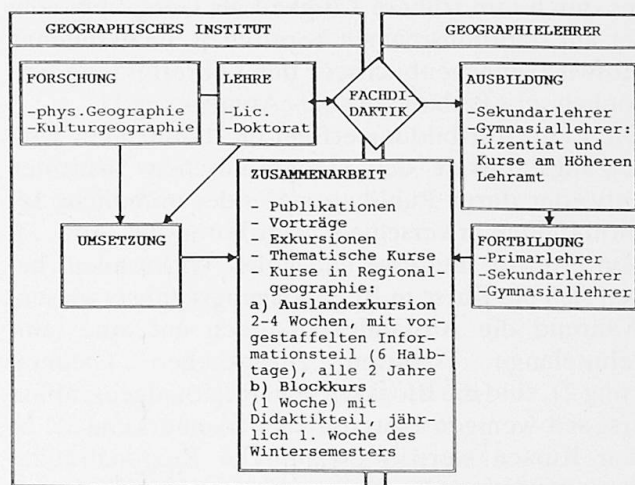 GEOGRAPHISCHES INSTITUT
GEOGRAPHIELEHRER
FORSCHUNG
-phys.Geographie
-Kulturgeographie
LEHRE
-Lic.
-Doktorat
FACHDI-
DAKTIK
AUSBILDUNG
-Sekundarlehrer
-Gymnasiallehrer:
Lizentiat und
Kurse am Höheren
Lehramt
UMSETZUNG
ZUSAMMENARBEIT
- Publikationen
- Vorträge
- Exkursionen
- Thematische Kurse
- Kurse in Regional-
geographie:
a) Auslandexkursion
2-4 Wochen, mit vor-
gestaffelten Infor-
mationsteil (6 Halb-
tage), alle 2 Jahre
b) Blockkurs
(1 Woche) mit
Didaktikteil, jäh-
lich 1. Woche des
Wintersemesters
FORTBILDUNG
-Primarlehrer
-Sekundarlehrer
-Gymnasiallehrer